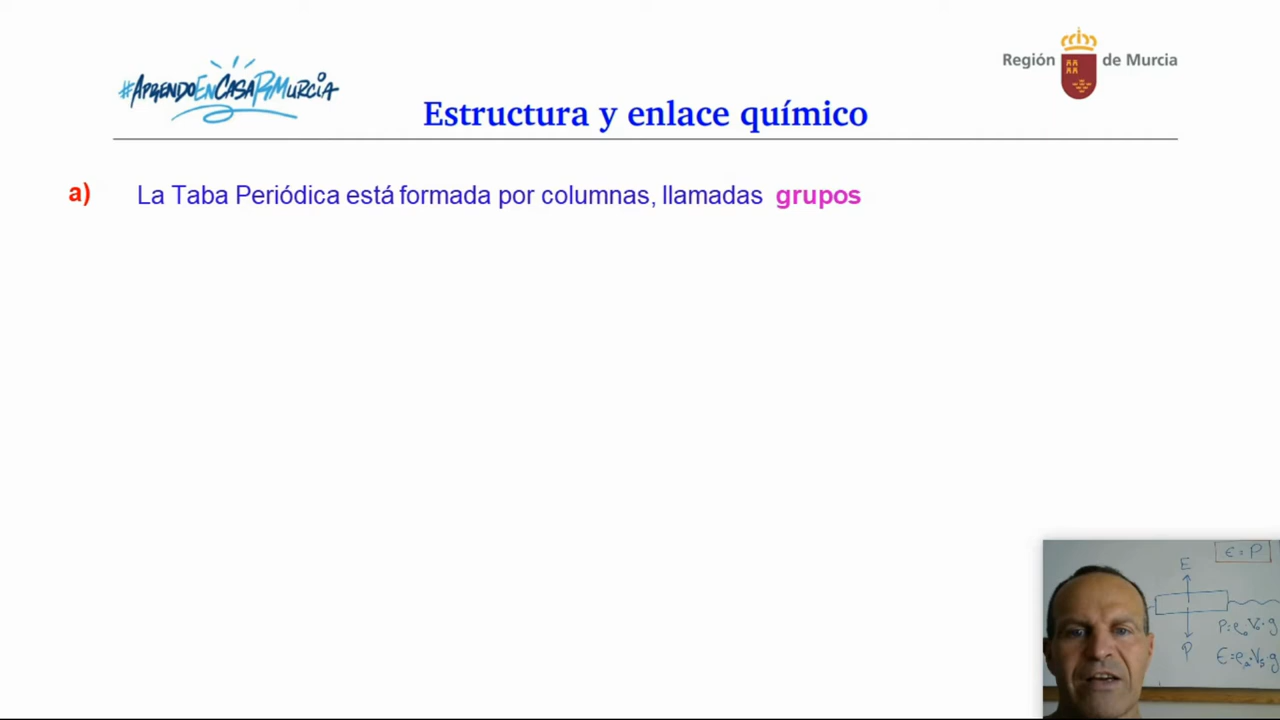 #APRENDOENCASARMURCIA
Región de Murcia
Estructura y enlace químico
a) La Taba Periódica está formada por columnas, llamadas grupos
E = P
E
P